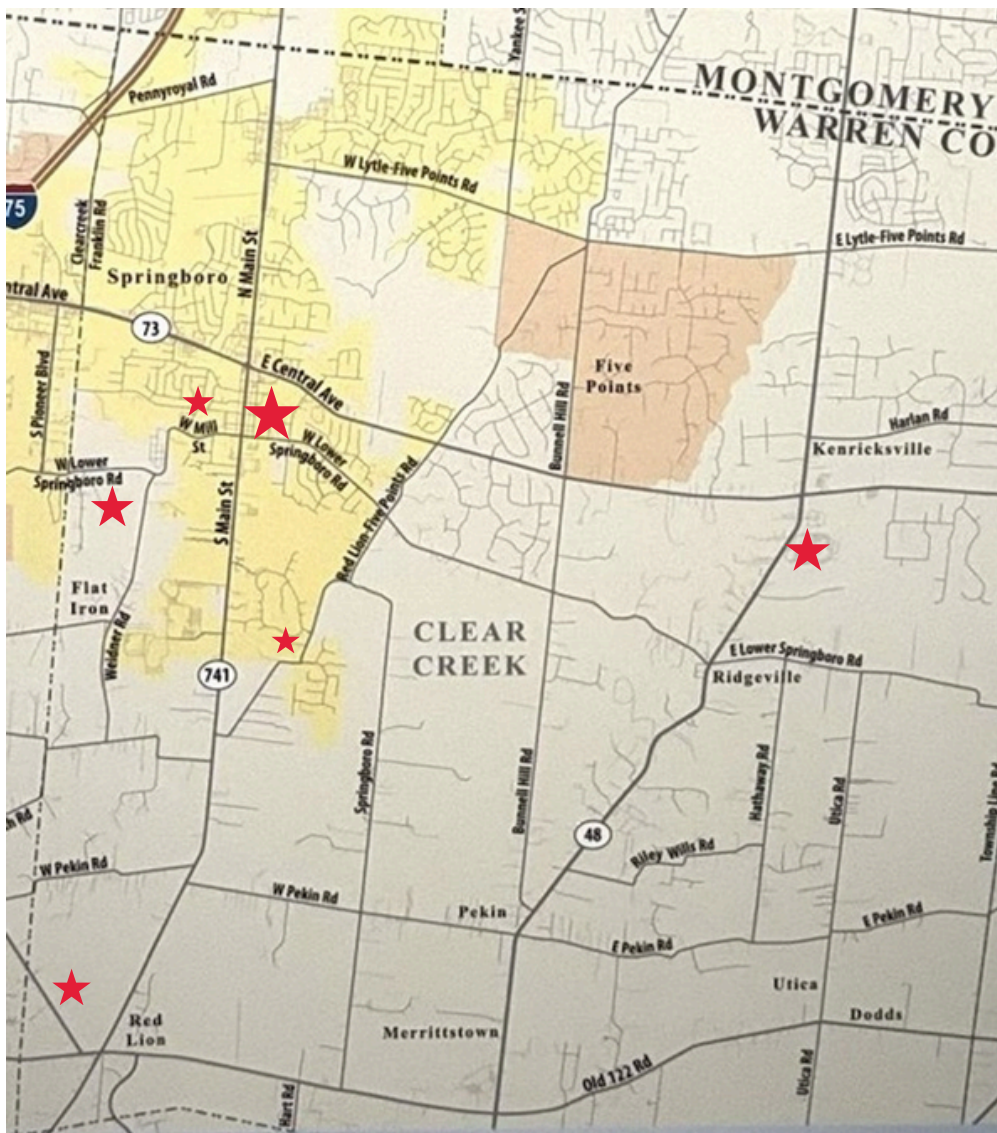 Yankee S
Pennyroyal Rd
MONTGOMERY
WARREN CO
W Lytle-Five Points Rd
75
Clearcreek
Franklin Rd
N Main St
E Lytle-Five Points Rd
Springboro
ntral Ave
73
E Central Ave
S Pioneer Blvd
Five
Points
Bunnell Hill Rd
Harlan Rd
W Mill
St
W Lower
Springboro Rd
Kenricksville
W Lower
Springboro Rd
S Main St
Red Lion-Five Points Rd
Flat
Iron
Weidner Rd
CLEAR
CREEK
E Lower Springboro Rd
Ridgeville
741
Springboro Rd
Bunnell Hill Rd
Hathaway Rd
Utica Rd
Township Line Rd
h Rd
48
Riley Wills Rd
W Pekin Rd
W Pekin Rd
Pekin
E Pekin Rd
E Pekin Rd
Utica
Dodds
Red
Lion
Merrittstown
Old 122 Rd
Utica Rd
Hart Rd